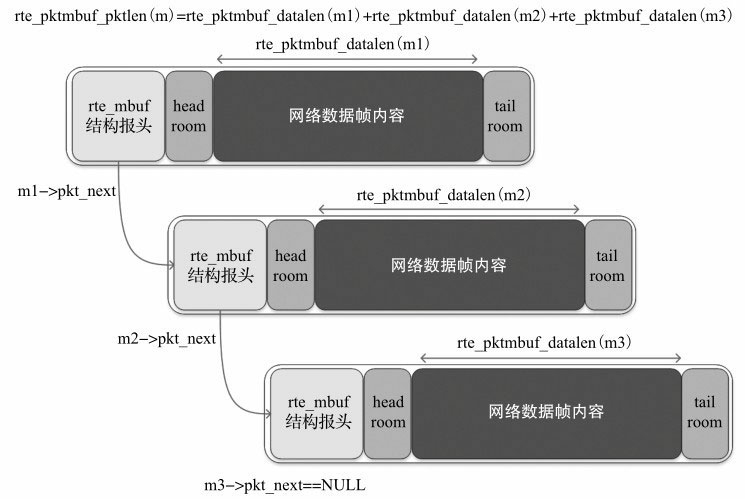 rte_pktmbuf_pktlen(m)=rte_pktmbuf_datalen(m1)+rte_pktmbuf_datalen(m2)+rte_pktmbuf_datalen(m3)
rte_pktmbuf_datalen(m1)
rte_mbuf
结构报头
head
room
网络数据帧内容
tail
room
m1->pkt_next
rte_pktmbuf_datalen(m2)
rte_mbuf
结构报头
head
room
网络数据帧内容
tail
room
m2->pkt_next
rte_pktmbuf_datalen(m3)
rte_mbuf
结构报头
head
room
网络数据帧内容
tail
room
m3->pkt_next==NULL